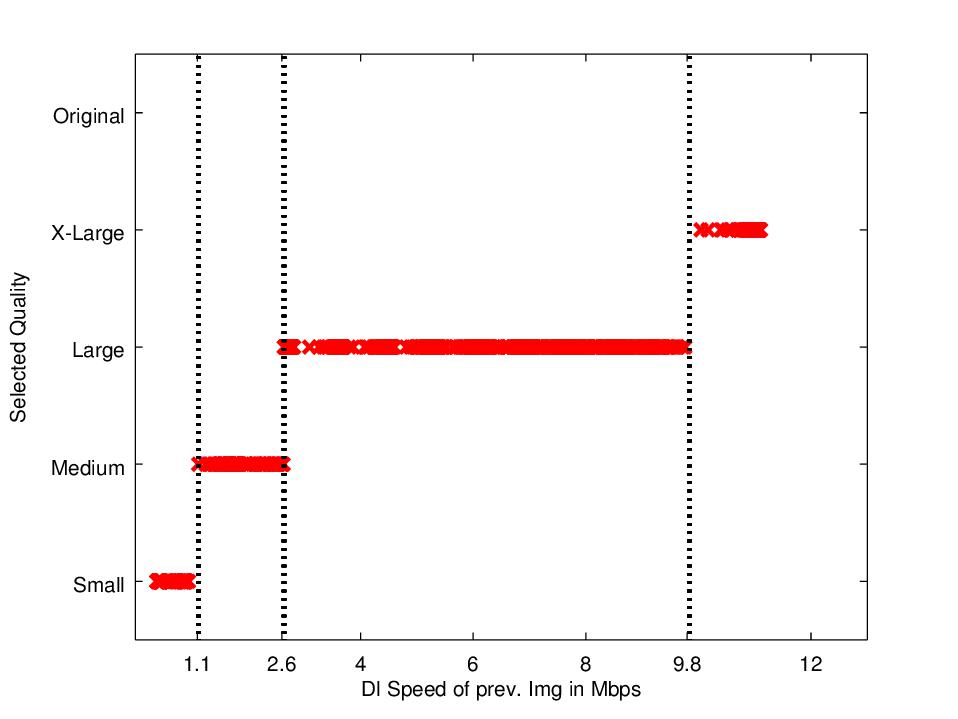 Original
X-Large
Large
Medium
Small
Selected Quality
1.1 2.6 4 6 8 9.8 12
Dl Speed of prev. Img in Mbps